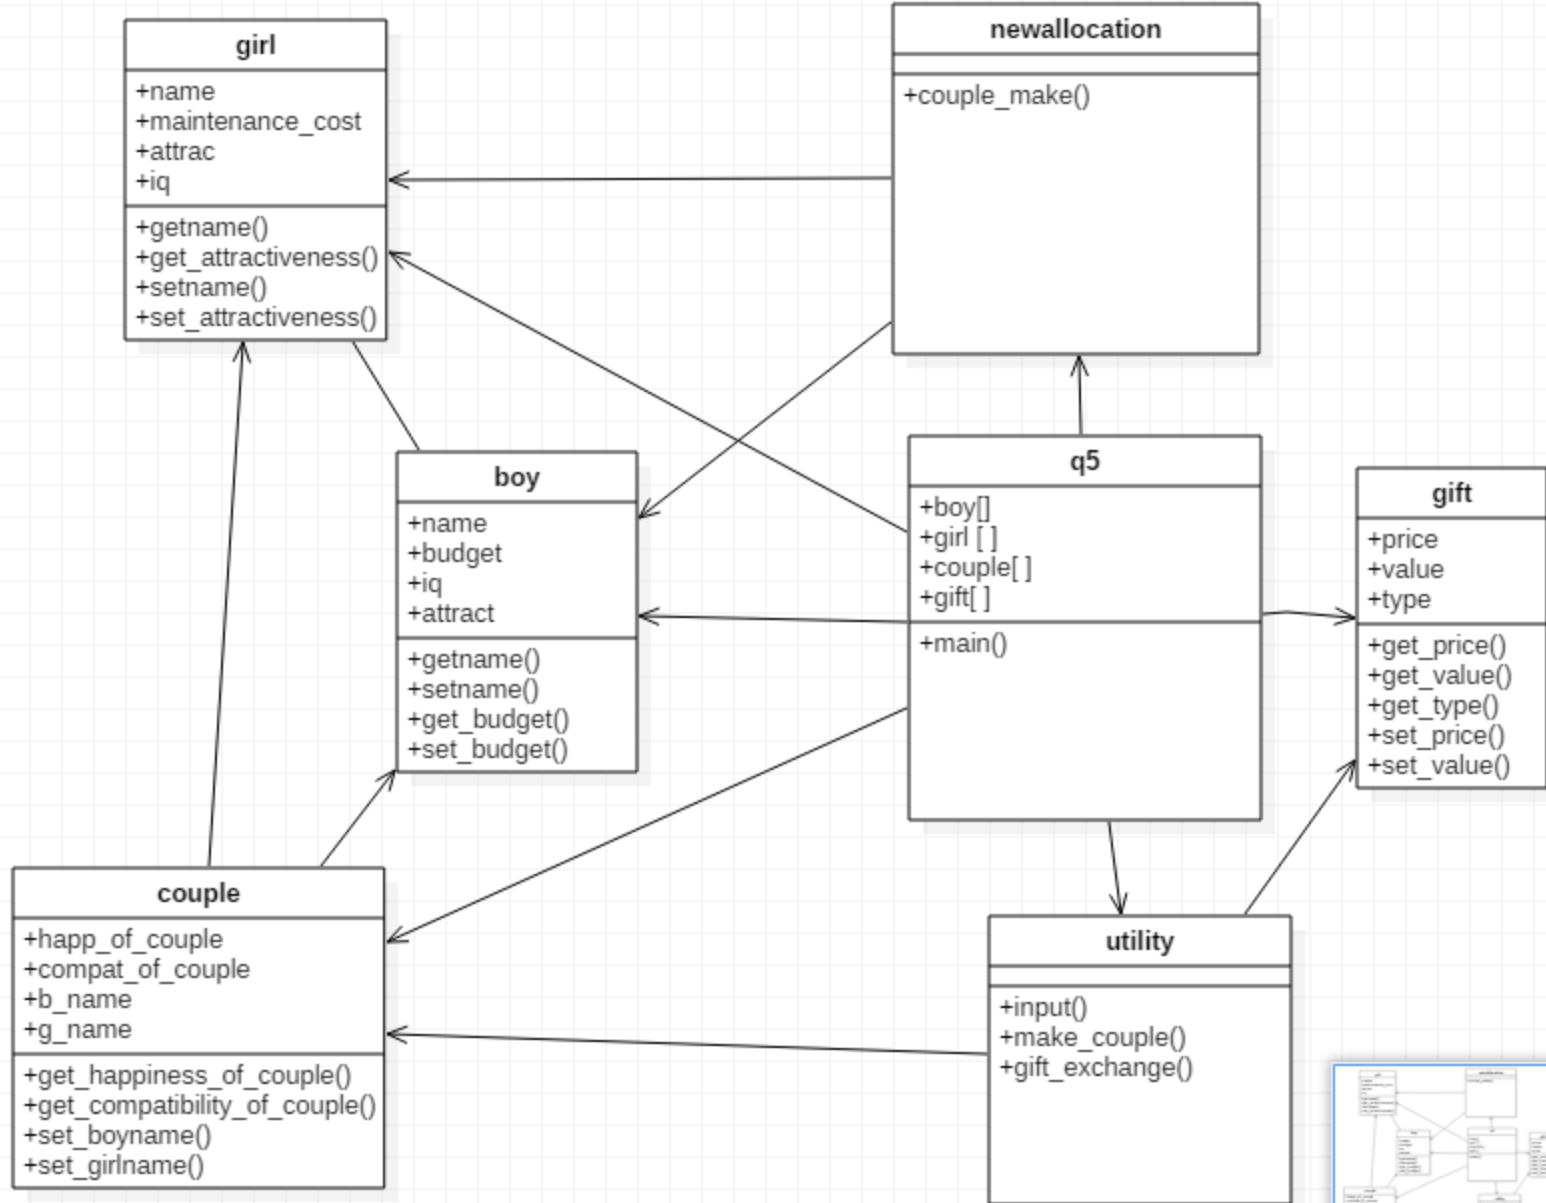 girl
+name
+maintenance_cost
+attrac
+iq
+getname()
+get_attractiveness()
+setname()
+set_attractiveness()
newallocation
+couple_make()
boy
+name
+budget
+iq
+attract
+getname()
+setname()
+get_budget()
+set_budget()
q5
+boy[]
+girl [ ]
+couple[ ]
+gift[ ]
+main()
gift
+price
+value
+type
+get_price()
+get_value()
+get_type()
+set_price()
+set_value()
couple
+happ_of_couple
+compat_of_couple
+b_name
+g_name
+get_happiness_of_couple()
+get_compatibility_of_couple()
+set_boyname()
+set_girlname()
utility
+input()
+make_couple()
+gift_exchange()